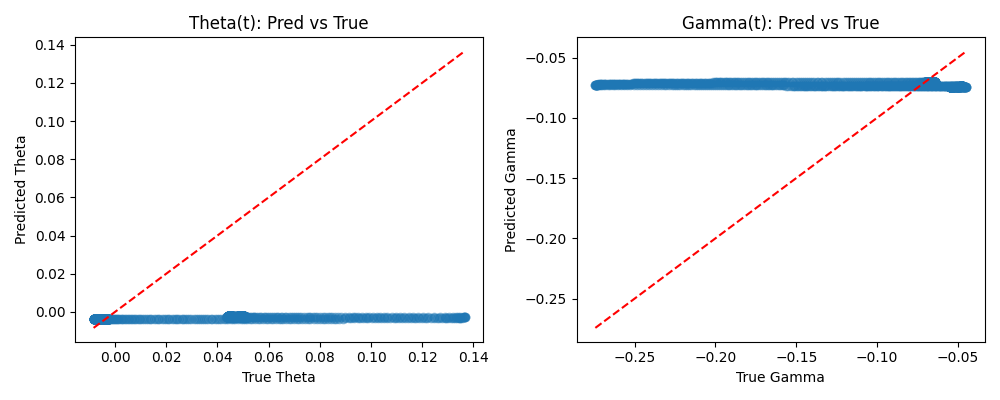 Theta(t): Pred vs True
0.14
0.12
0.10
0.08
0.06
0.04
0.02
0.00
Predicted Theta
0.00 0.02 0.04 0.06 0.08 0.10 0.12 0.14
True Theta
Gamma(t): Pred vs True
−0.05
−0.10
−0.15
−0.20
−0.25
Predicted Gamma
−0.25 −0.20 −0.15 −0.10 −0.05
True Gamma